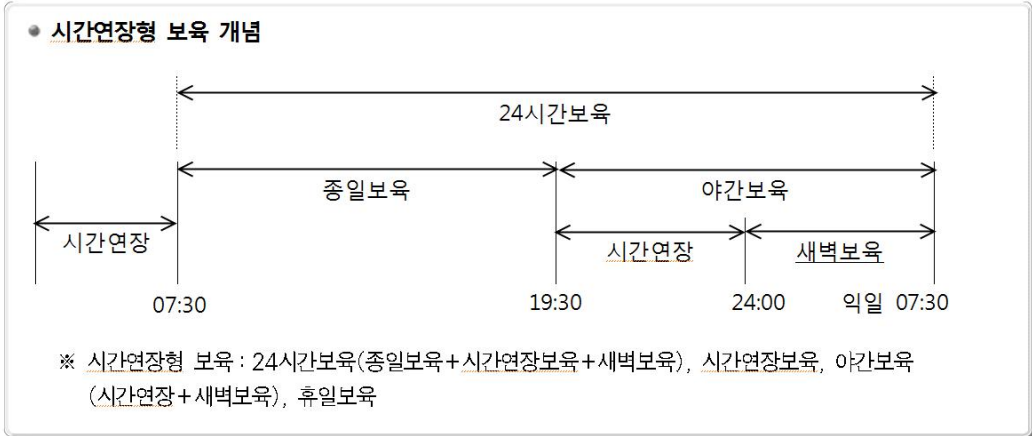 시간연장형 보육 개념
24시간보육
종일보육
야간보육
시간연장
시간연장
새벽보육
07:30
19:30
24:00
익일 07:30
※ 시간연장형 보육 : 24시간보육(종일보육+시간연장보육+새벽보육), 시간연장보육, 야간보육
(시간연장+새벽보육), 휴일보육